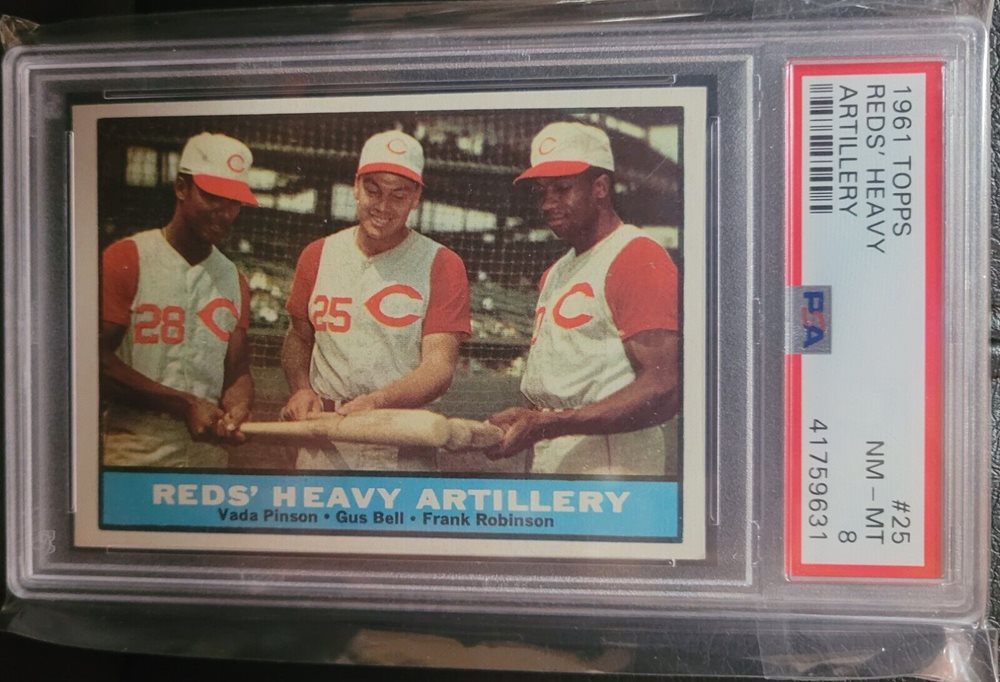 C
C
C
28
C
25
C
C
REDS' HEAVY ARTILLERY
Vada Pinson • Gus Bell • Frank Robinson
1961 TOPPS
REDS' HEAVY
ARTILLERY
#25
NM - MT
8
41759631
PSA